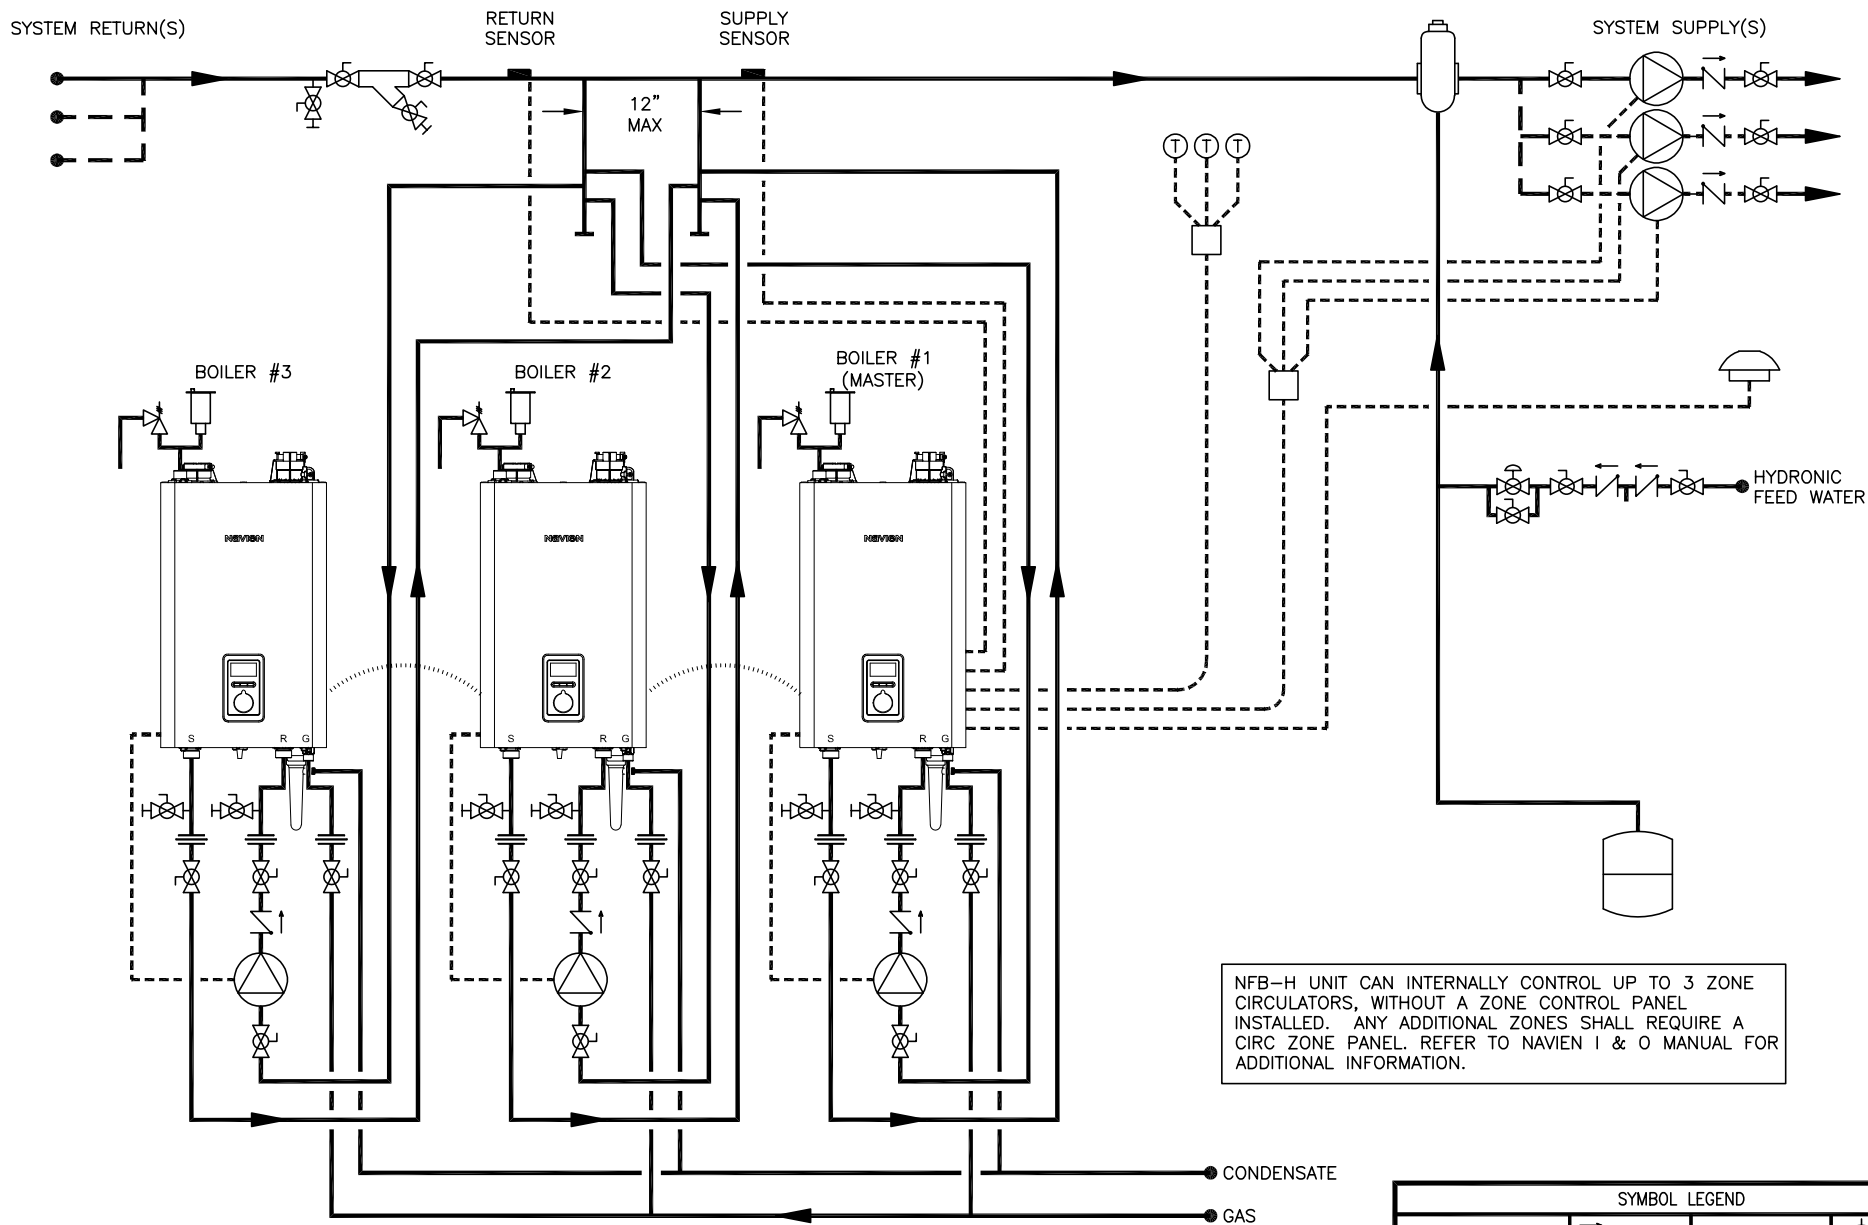 SYSTEM RETURN(S)
RETURN
SENSOR
SUPPLY
SENSOR
SYSTEM SUPPLY(S)
12"
MAX
T T T
BOILER #3
BOILER #2
BOILER #1
(MASTER)
HYDRONIC
FEED WATER
NAVIEN
NAVIEN
NAVIEN
S R G
S R G
S R G
NFB-H UNIT CAN INTERNALLY CONTROL UP TO 3 ZONE
CIRCULATORS, WITHOUT A ZONE CONTROL PANEL
INSTALLED. ANY ADDITIONAL ZONES SHALL REQUIRE A
CIRC ZONE PANEL. REFER TO NAVIEN I & O MANUAL FOR
ADDITIONAL INFORMATION.
CONDENSATE
GAS
SYMBOL LEGEND